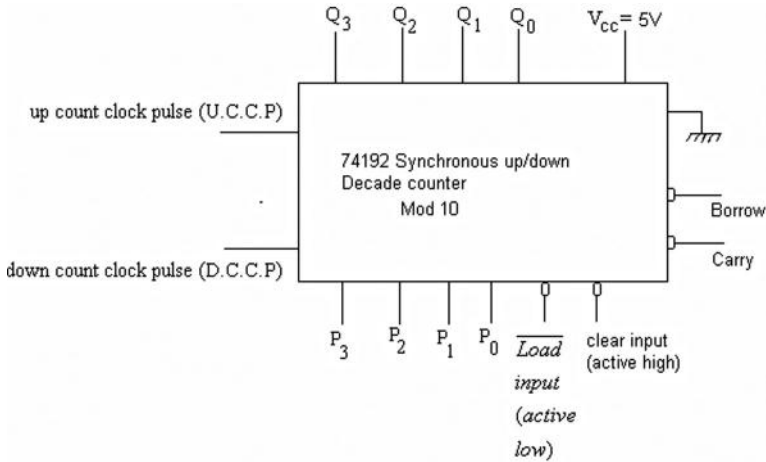 Q3 Q2 Q1 Q0 Vcc= 5V
up count clock pulse (U.C.C.P)
74192 Synchronous up/down
Decade counter
Mod 10
Borrow
Carry
down count clock pulse (D.C.C.P)
P3 P2 P1 P0
Load
input
(active
low)
clear input
(active high)